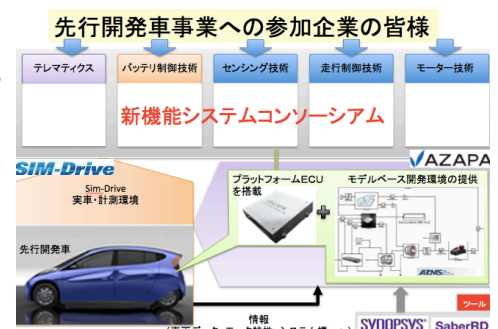 先行開発車事業への参加企業の皆様
テレマティクス
バッテリ制御技術
センシング技術
走行制御技術
モーター技術
新機能システムコンソーシアム
SIM-Drive
AZAPA
Sim-Drive
実車・計測環境
プラットフォームECU
を搭載
モデルベース開発環境の提供
先行開発車
AZAPA
AZMS
ツール
情報
SYNOPSYS®
SaberRD